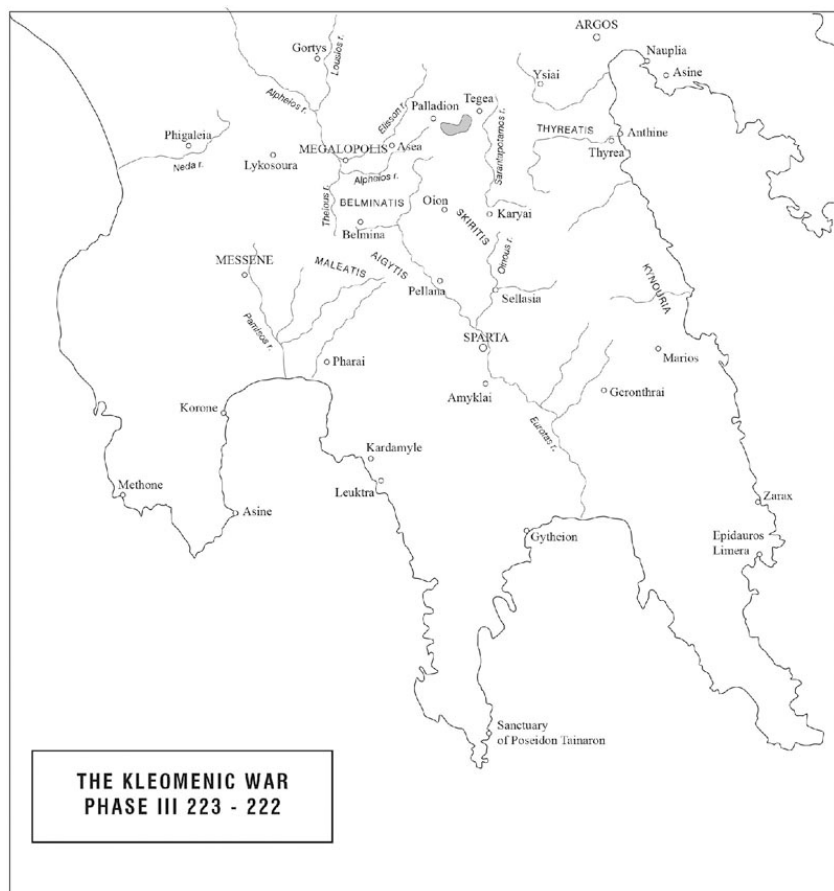 ARGOS
Gortys
Lousios r.
Nauplia
Ysiai
Asine
Alpheios r.
Elisson r.
Palladion
Tegea
Sarantapotamos r.
THYREATIS
Anthine
Thyrea
Phigaleia
Neda r.
Lykosoura
MEGALOPOLIS
Asea
Alpheios r.
Theious r.
BELMINATIS
Oion
SKIRITIS
Karyai
Belmina
Oinous r.
MESSENE
MALEATIS
AIGYTIS
Pellana
Sellasia
KYNOURIA
Pamisos r.
SPARTA
Pharai
Marios
Amyklai
Geronthrai
Korone
Eurotas r.
Kardamyle
Leuktra
Methone
Asine
Zarax
Gytheion
Epidauros
Limera
Sanctuary
of Poseidon Tainaron
THE KLEOMENIC WAR
PHASE III 223 - 222